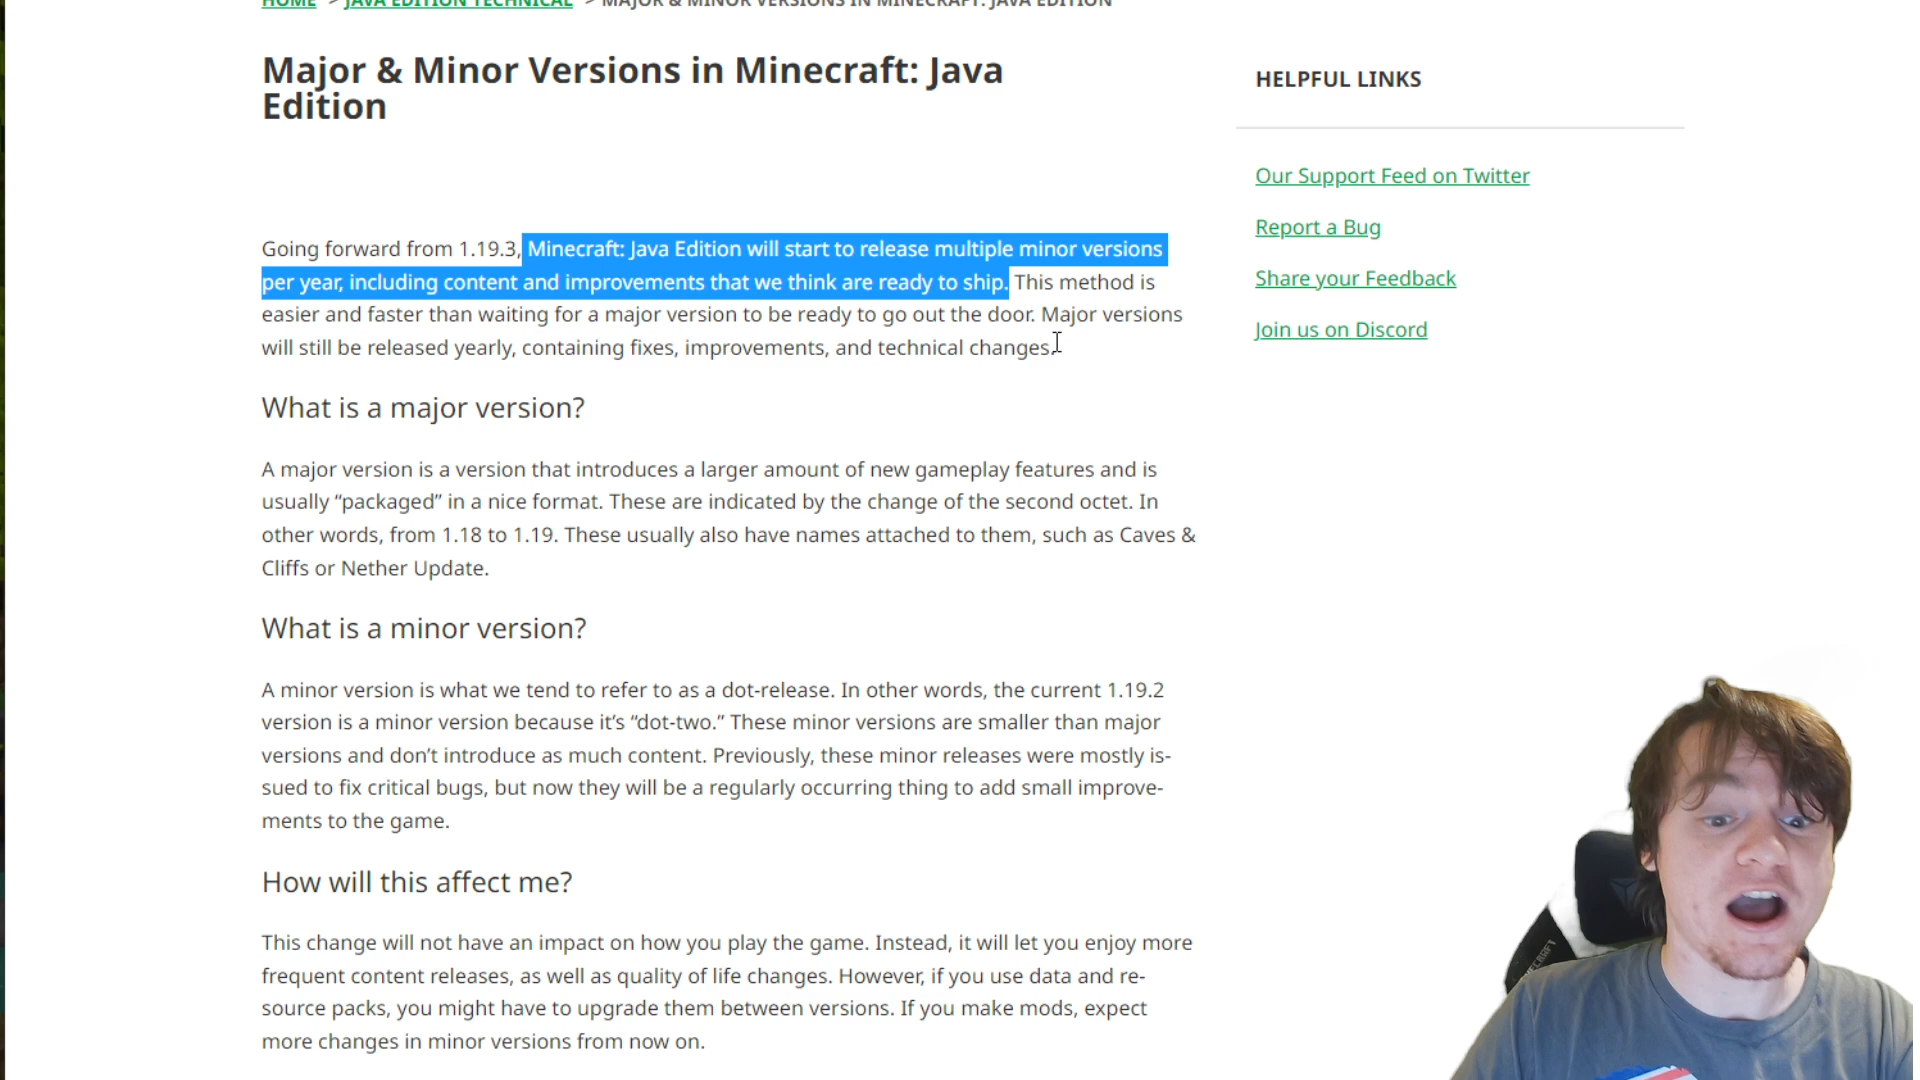 HOME > JAVA EDITION TECHNICAL > MAJOR & MINOR VERSIONS IN MINECRAFT: JAVA EDITION
Major & Minor Versions in Minecraft: Java
Edition
Going forward from 1.19.3, Minecraft: Java Edition will start to release multiple minor versions
per year, including content and improvements that we think are ready to ship. This method is
easier and faster than waiting for a major version to be ready to go out the door. Major versions
will still be released yearly, containing fixes, improvements, and technical changes.
What is a major version?
A major version is a version that introduces a larger amount of new gameplay features and is
usually “packaged” in a nice format. These are indicated by the change of the second octet. In
other words, from 1.18 to 1.19. These usually also have names attached to them, such as Caves &
Cliffs or Nether Update.
What is a minor version?
A minor version is what we tend to refer to as a dot-release. In other words, the current 1.19.2
version is a minor version because it’s “dot-two.” These minor versions are smaller than major
versions and don’t introduce as much content. Previously, these minor releases were mostly is-
sued to fix critical bugs, but now they will be a regularly occurring thing to add small improve-
ments to the game.
How will this affect me?
This change will not have an impact on how you play the game. Instead, it will let you enjoy more
frequent content releases, as well as quality of life changes. However, if you use data and re-
source packs, you might have to upgrade them between versions. If you make mods, expect
more changes in minor versions from now on.
HELPFUL LINKS
Our Support Feed on Twitter
Report a Bug
Share your Feedback
Join us on Discord